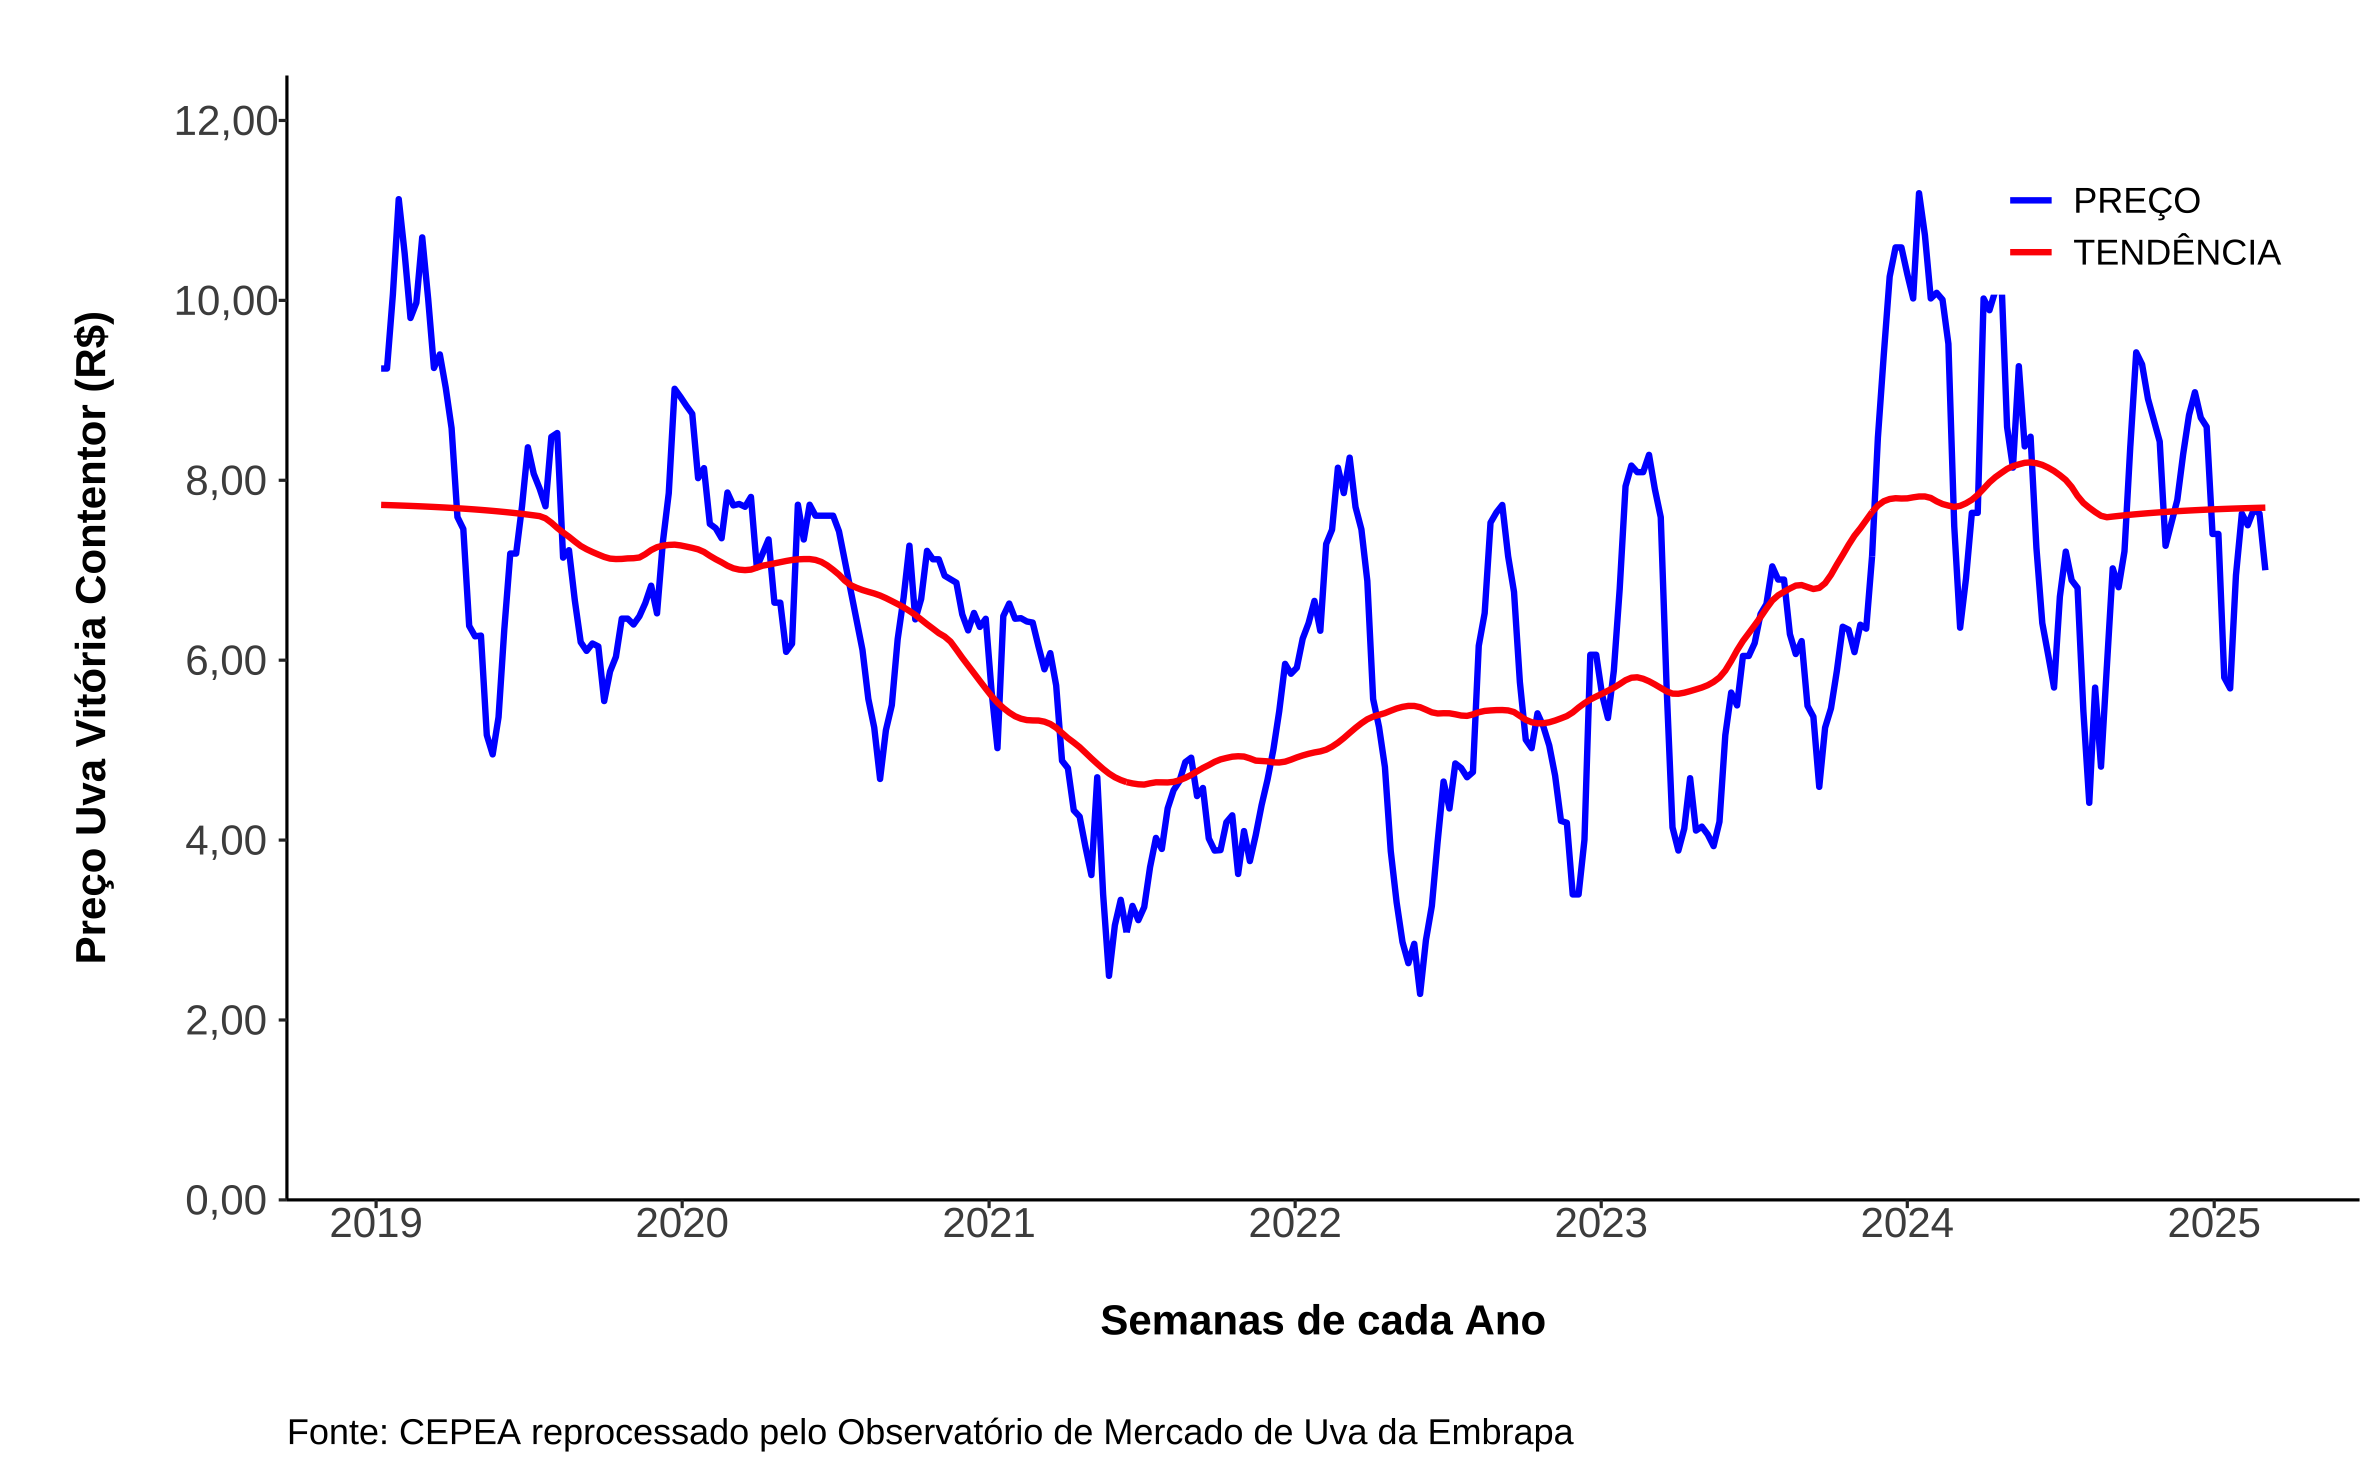 12,00
10,00
8,00
6,00
4,00
2,00
0,00
Preço Uva Vitória Contentor (R$)
PREÇO
TENDÊNCIA
2019 2020 2021 2022 2023 2024 2025
Semanas de cada Ano
Fonte: CEPEA reprocessado pelo Observatório de Mercado de Uva da Embrapa